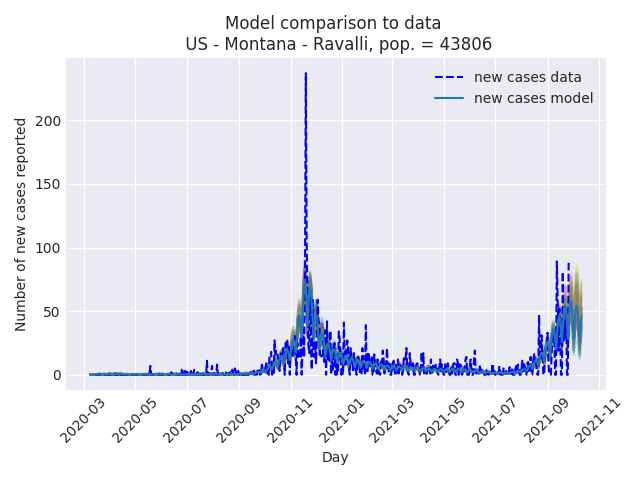 Model comparison to data
US - Montana - Ravalli, pop. = 43806
new cases data
new cases model
Number of new cases reported
200
150
100
50
0
2020-03
2020-05
2020-07
2020-09
2020-11
2021-01
2021-03
2021-05
2021-07
2021-09
2021-11
Day